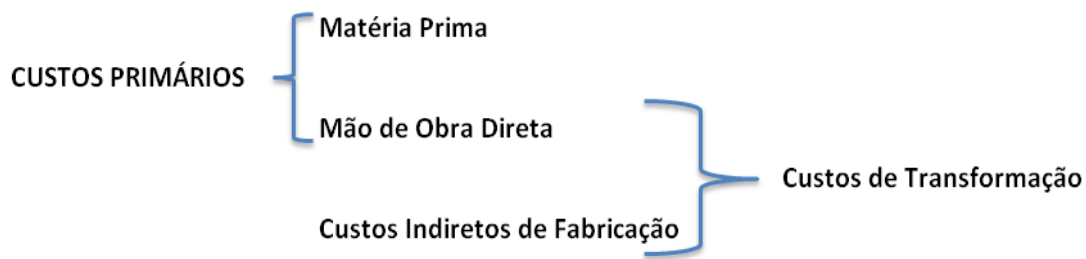 Matéria Prima
CUSTOS PRIMÁRIOS
Mão de Obra Direta
Custos de Transformação
Custos Indiretos de Fabricação